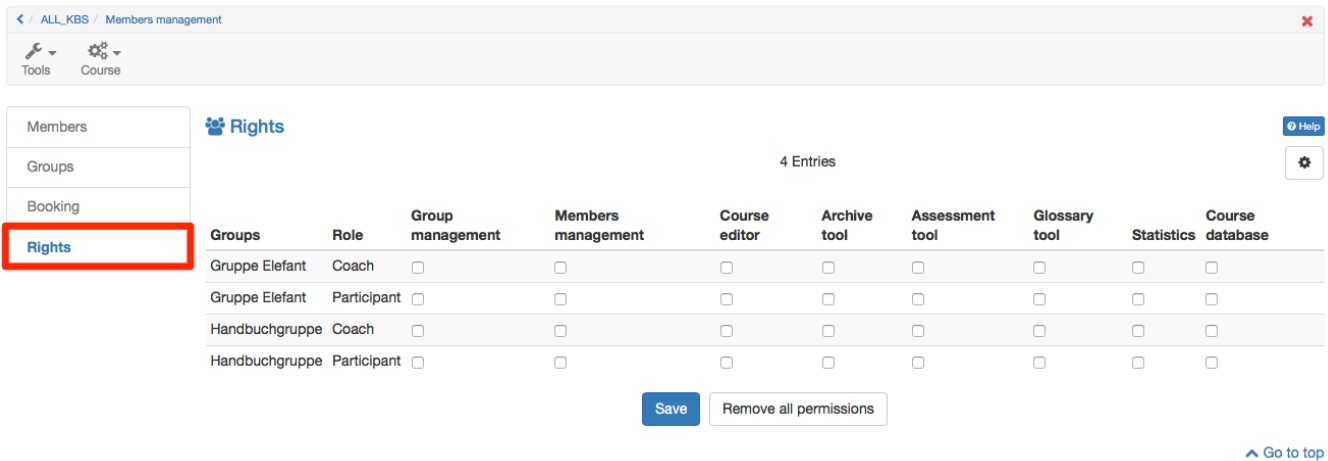 / ALL_KBS / Members management
Tools Course
Members
Groups
Booking
Rights
Rights
Help
4 Entries
Groups Role Group management Members management Course editor Archive tool Assessment tool Glossary tool Statistics Course database
Gruppe Elefant Coach
Gruppe Elefant Participant
Handbuchgruppe Coach
Handbuchgruppe Participant
Save Remove all permissions
Go to top